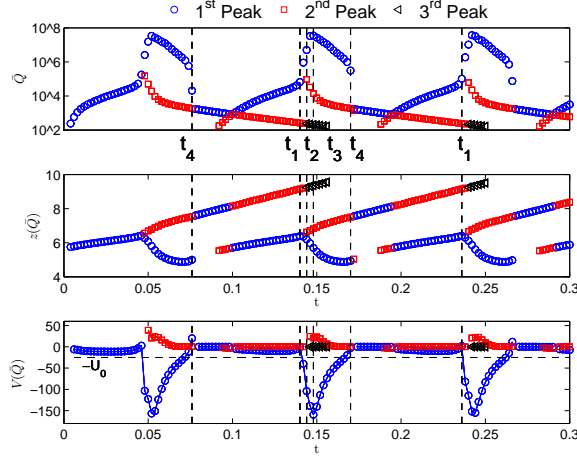 1st Peak 2nd Peak 3rd Peak
10^8
10^6
10^4
10^2
Q̄
t4 t1 t2 t3 t4 t1
10
8
6
4
z(Q̄)
0 0.05 0.1 0.15 0.2 0.25 0.3
t
50
0
-50
-100
-150
V(Q̄)
-U0
0 0.05 0.1 0.15 0.2 0.25 0.3
t